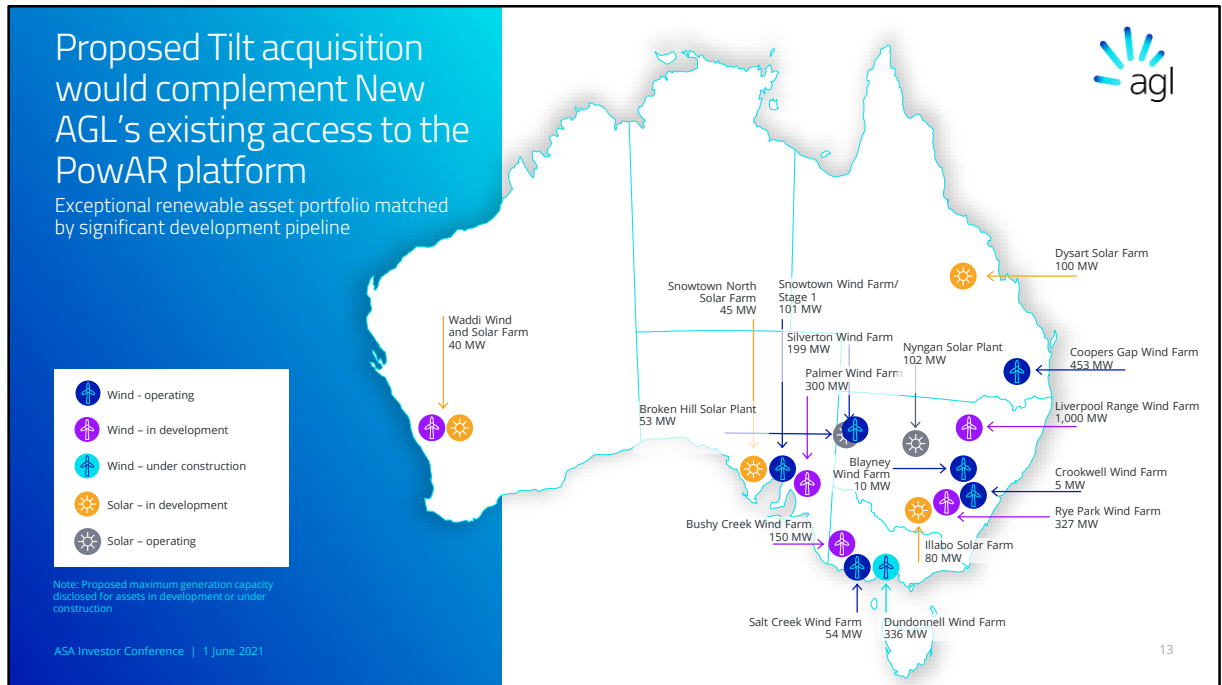 Proposed Tilt acquisition
would complement New
AGL's existing access to the
PowAR platform
Exceptional renewable asset portfolio matched
by significant development pipeline
agl
Dysart Solar Farm
100 MW
Snowtown North
Solar Farm
45 MW
Snowtown Wind Farm/
Stage 1
101 MW
Waddi Wind
and Solar Farm
40 MW
Silverton Wind Farm
199 MW
Nyngan Solar Plant
102 MW
Coopers Gap Wind Farm
453 MW
Palmer Wind Farm
300 MW
Broken Hill Solar Plant
53 MW
Liverpool Range Wind Farm
1,000 MW
Blayney
Wind Farm
10 MW
Crookwell Wind Farm
5 MW
Rye Park Wind Farm
327 MW
Bushy Creek Wind Farm
150 MW
Illabo Solar Farm
80 MW
Salt Creek Wind Farm
54 MW
Dundonnell Wind Farm
336 MW
Wind - operating
Wind – in development
Wind – under construction
Solar – in development
Solar – operating
Note: Proposed maximum generation capacity
disclosed for assets in development or under
construction
ASA Investor Conference | 1 June 2021
13